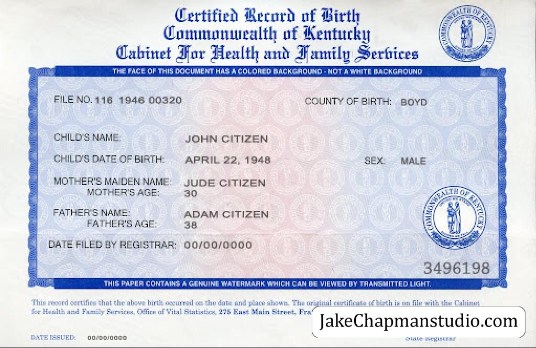 Certified Record of Birth
Commonwealth of Kentucky
Cabinet For Health and Family Services
THE FACE OF THIS DOCUMENT HAS A COLORED BACKGROUND - NOT A WHITE BACKGROUND
FILE NO. 116 1946 00320 COUNTY OF BIRTH: BOYD
CHILD'S NAME: JOHN CITIZEN
CHILD'S DATE OF BIRTH: APRIL 22, 1948 SEX: MALE
MOTHER'S MAIDEN NAME: JUDE CITIZEN
MOTHER'S AGE: 30
FATHER'S NAME: ADAM CITIZEN
FATHER'S AGE: 38
DATE FILED BY REGISTRAR: 00/00/0000
COMMONWEALTH OF KENTUCKY
3496198
THIS PAPER CONTAINS A GENUINE WATERMARK WHICH CAN BE VIEWED BY TRANSMITTED LIGHT.
This record certifies that the above birth occurred on the date and place shown. The original certificate of birth is on file with the Cabinet
for Health and Family Services, Office of Vital Statistics, 275 East Main Street,
JakeChapmanstudio.com
DATE ISSUED: 00/00/0000 State Registrar